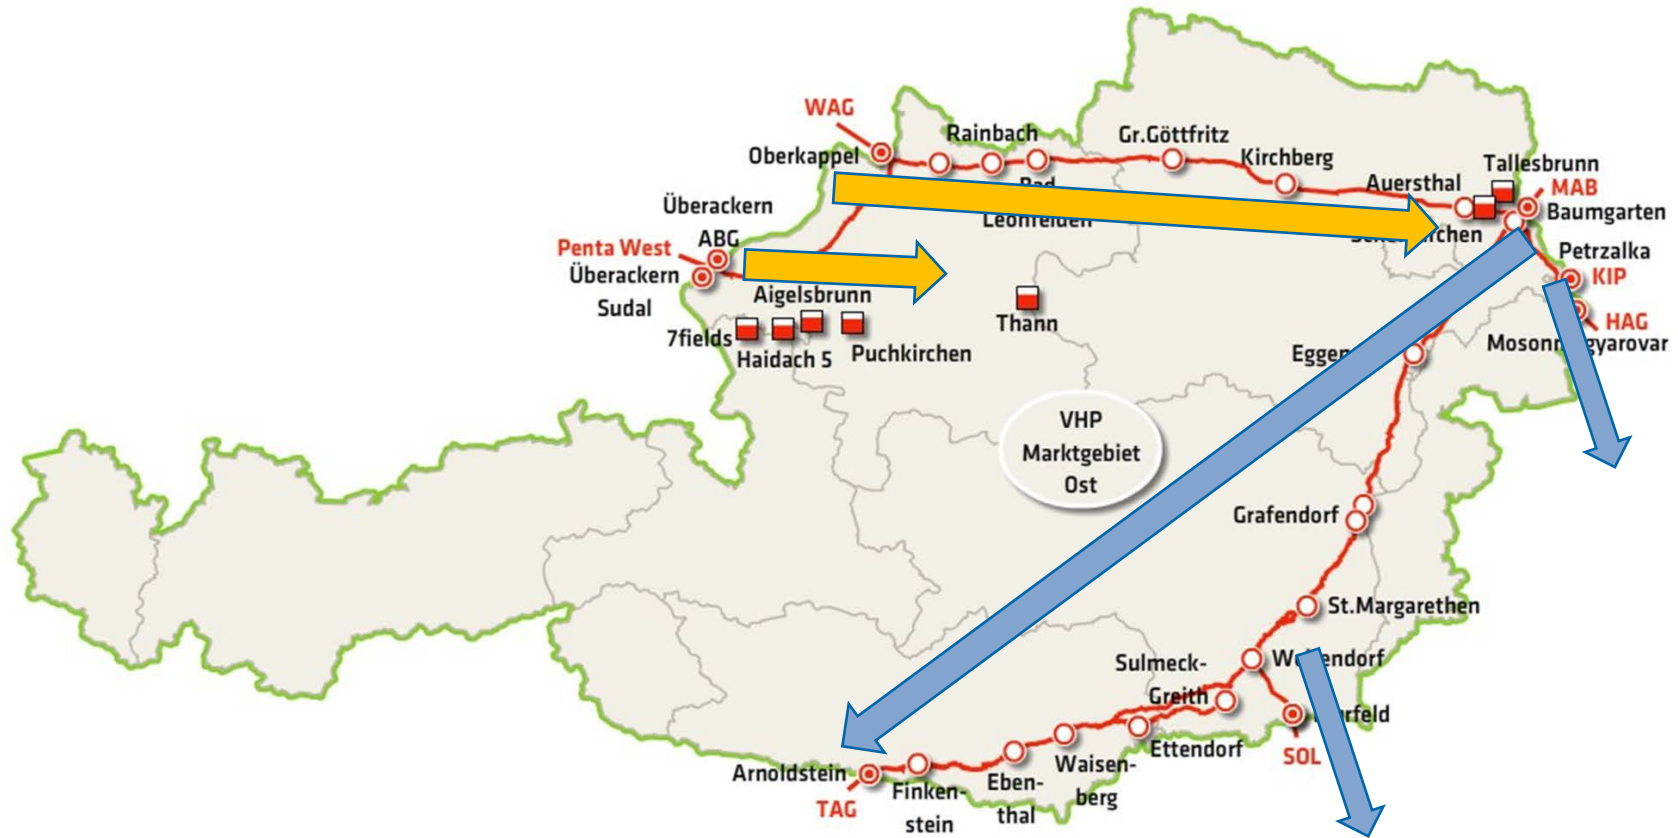 WAG
Oberkappel
Rainbach
Gr.Göttfritz
Kirchberg
Auersthal
Tallesbrunn
MAB
Baumgarten
Petrzalka
KIP
HAG
Überackern
ABG
Penta West
Überackern
Sudal
Aigelsbrunn
7fields
Haidach 5
Puchkirchen
Thann
VHP
Marktgebiet
Ost
Grafendorf
St.Margarethen
Sulmeck-
Greith
SOL
Ettendorf
Waisen-
berg
Eben-
thal
Finken-
stein
Arnoldstein
TAG